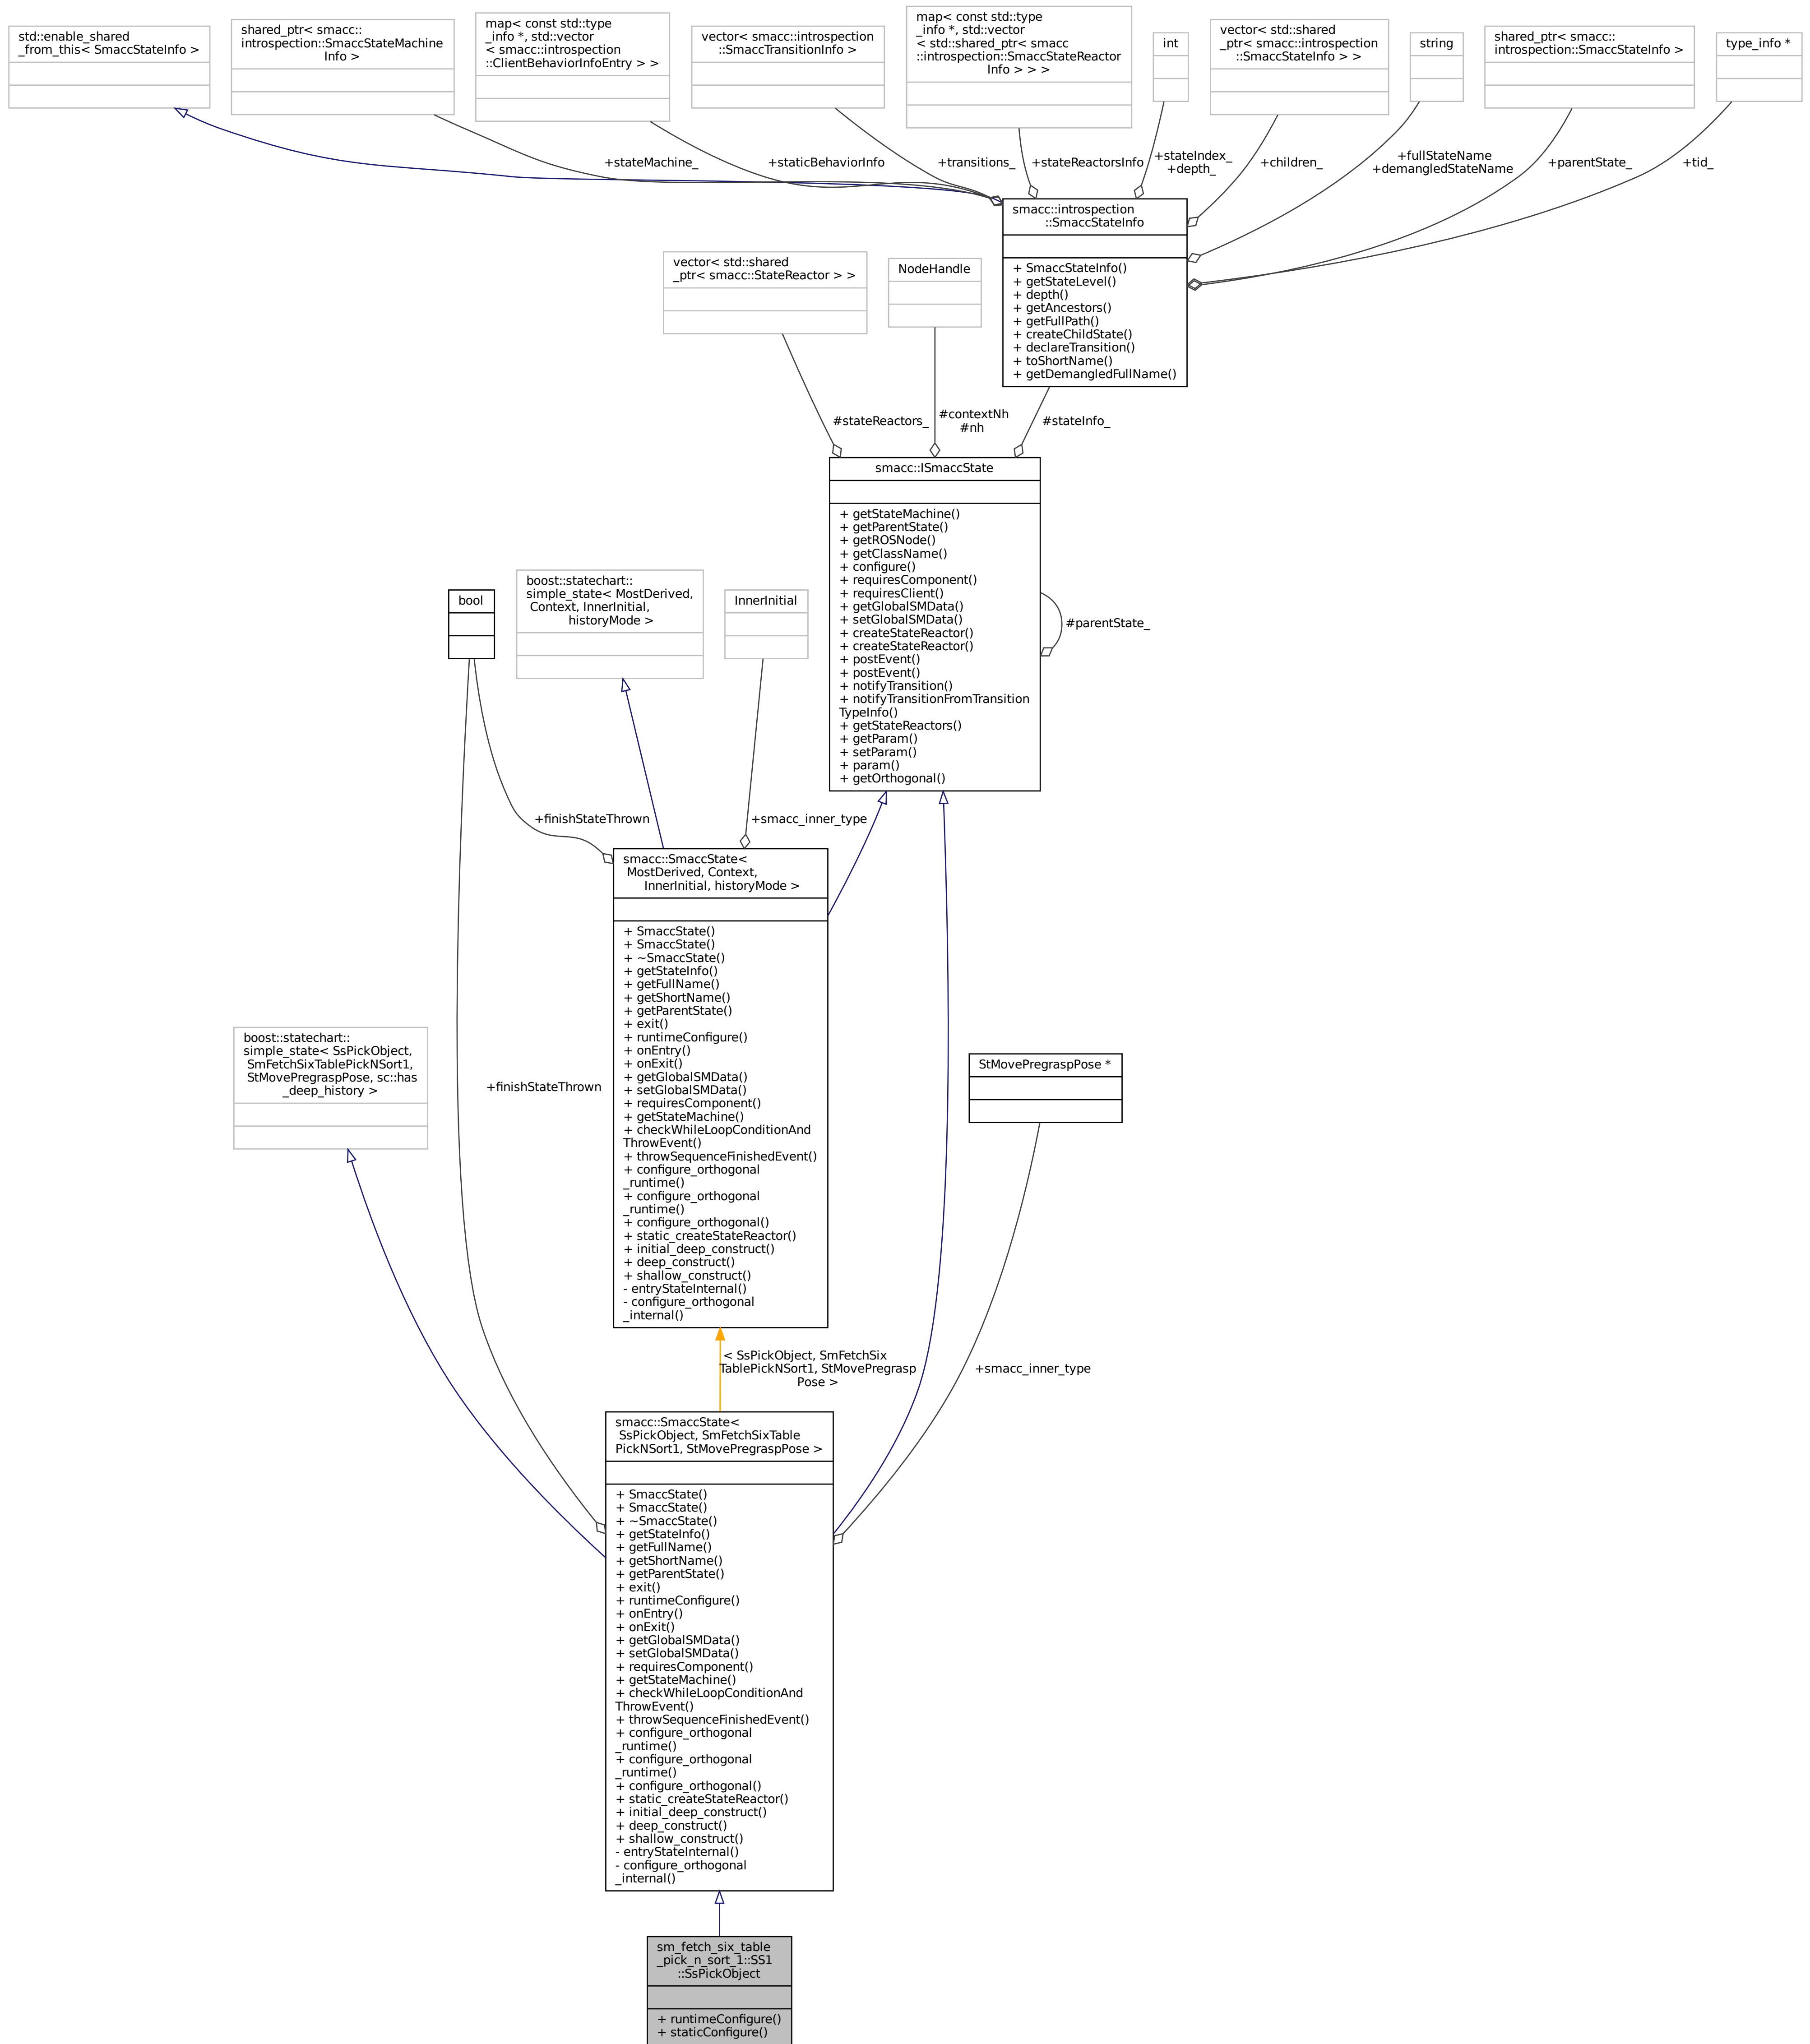 std::enable_shared
_from_this< SmaccStateInfo >
shared_ptr< smacc::
introspection::SmaccStateMachine
Info >
map< const std::type
_info *, std::vector
< smacc::introspection
::ClientBehaviorInfoEntry > >
vector< smacc::introspection
::SmaccTransitionInfo >
map< const std::type
_info *, std::vector
< std::shared_ptr< smacc
::introspection::SmaccStateReactor
Info > > >
int
vector< std::shared
_ptr< smacc::introspection
::SmaccStateInfo > >
string
shared_ptr< smacc::
introspection::SmaccStateInfo >
type_info *
+stateMachine_
+staticBehaviorInfo
+transitions_
+stateReactorsInfo
+stateIndex_
+depth_
+children_
+fullStateName
+demangledStateName
+parentState_
+tid_
smacc::introspection
::SmaccStateInfo
+ SmaccStateInfo()
+ getStateLevel()
+ depth()
+ getAncestors()
+ getFullPath()
+ createChildState()
+ declareTransition()
+ toShortName()
+ getDemangledFullName()
vector< std::shared
_ptr< smacc::StateReactor > >
NodeHandle
#stateReactors_
#contextNh
#nh
#stateInfo_
smacc::ISmaccState
+ getStateMachine()
+ getParentState()
+ getROSNode()
+ getClassName()
+ configure()
+ requiresComponent()
+ requiresClient()
+ getGlobalSMData()
+ setGlobalSMData()
+ createStateReactor()
+ createStateReactor()
+ postEvent()
+ postEvent()
+ notifyTransition()
+ notifyTransitionFromTransition
TypeInfo()
+ getStateReactors()
+ getParam()
+ setParam()
+ param()
+ getOrthogonal()
#parentState_
bool
boost::statechart::
simple_state< MostDerived,
Context, InnerInitial,
historyMode >
InnerInitial
+finishStateThrown
+smacc_inner_type
smacc::SmaccState<
MostDerived, Context,
InnerInitial, historyMode >
+ SmaccState()
+ SmaccState()
+ ~SmaccState()
+ getStateInfo()
+ getFullName()
+ getShortName()
+ getParentState()
+ exit()
+ runtimeConfigure()
+ onEntry()
+ onExit()
+ getGlobalSMData()
+ setGlobalSMData()
+ requiresComponent()
+ getStateMachine()
+ checkWhileLoopConditionAnd
ThrowEvent()
+ throwSequenceFinishedEvent()
+ configure_orthogonal
_runtime()
+ configure_orthogonal
_runtime()
+ configure_orthogonal()
+ static_createStateReactor()
+ initial_deep_construct()
+ deep_construct()
+ shallow_construct()
- entryStateInternal()
- configure_orthogonal
_internal()
boost::statechart::
simple_state< SsPickObject,
SmFetchSixTablePickNSort1,
StMovePregraspPose, sc::has
_deep_history >
+finishStateThrown
StMovePregraspPose *
< SsPickObject, SmFetchSix
TablePickNSort1, StMovePregrasp
Pose >
+smacc_inner_type
smacc::SmaccState<
SsPickObject, SmFetchSixTable
PickNSort1, StMovePregraspPose >
+ SmaccState()
+ SmaccState()
+ ~SmaccState()
+ getStateInfo()
+ getFullName()
+ getShortName()
+ getParentState()
+ exit()
+ runtimeConfigure()
+ onEntry()
+ onExit()
+ getGlobalSMData()
+ setGlobalSMData()
+ requiresComponent()
+ getStateMachine()
+ checkWhileLoopConditionAnd
ThrowEvent()
+ throwSequenceFinishedEvent()
+ configure_orthogonal
_runtime()
+ configure_orthogonal
_runtime()
+ configure_orthogonal()
+ static_createStateReactor()
+ initial_deep_construct()
+ deep_construct()
+ shallow_construct()
- entryStateInternal()
- configure_orthogonal
_internal()
sm_fetch_six_table
_pick_n_sort_1::SS1
::SsPickObject
+ runtimeConfigure()
+ staticConfigure()